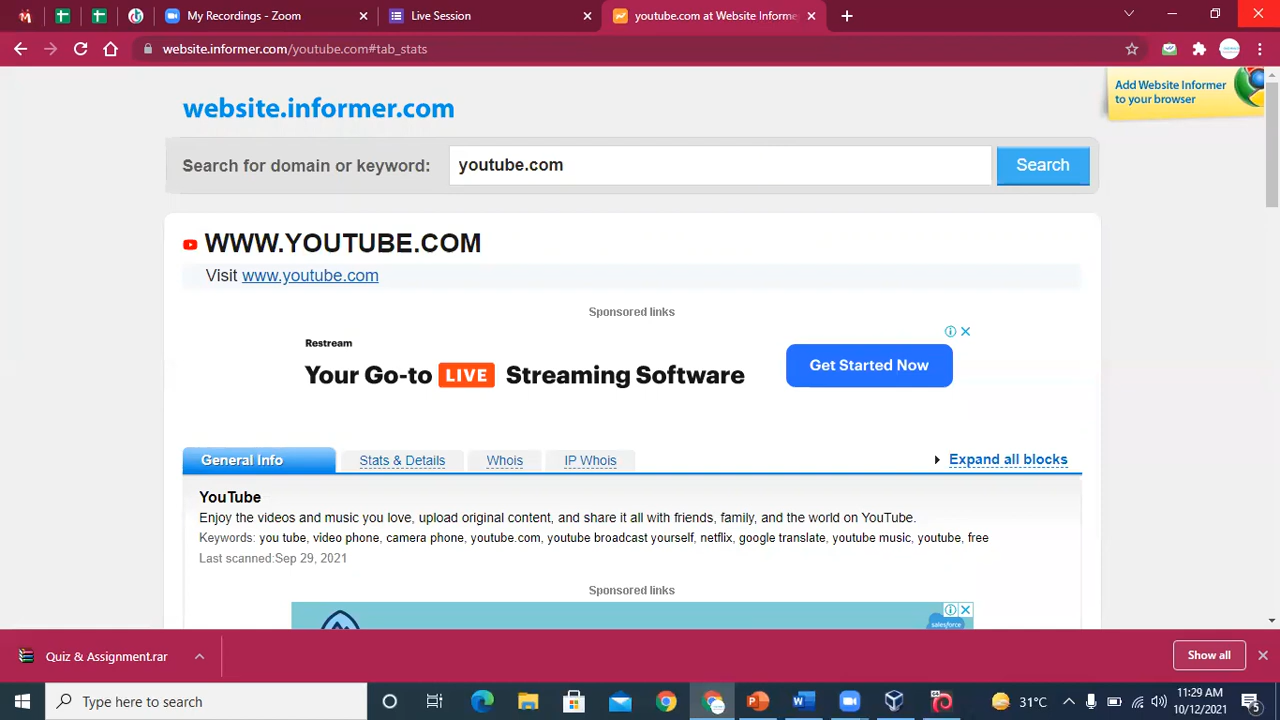 My Recordings - Zoom
Live Session
youtube.com at Website Informe
website.informer.com/youtube.com#tab_stats
Add Website Informer
to your browser
website.informer.com
Search for domain or keyword:
youtube.com
Search
WWW.YOUTUBE.COM
Visit www.youtube.com
Sponsored links
Restream
Your Go-to LIVE Streaming Software
Get Started Now
General Info
Stats & Details
Whois
IP Whois
Expand all blocks
YouTube
Enjoy the videos and music you love, upload original content, and share it all with friends, family, and the world on YouTube.
Keywords: you tube, video phone, camera phone, youtube.com, youtube broadcast yourself, netflix, google translate, youtube music, youtube, free
Last scanned:Sep 29, 2021
Sponsored links
salesforce
Quiz & Assignment.rar
Show all
Type here to search
31°C
11:29 AM
10/12/2021
5